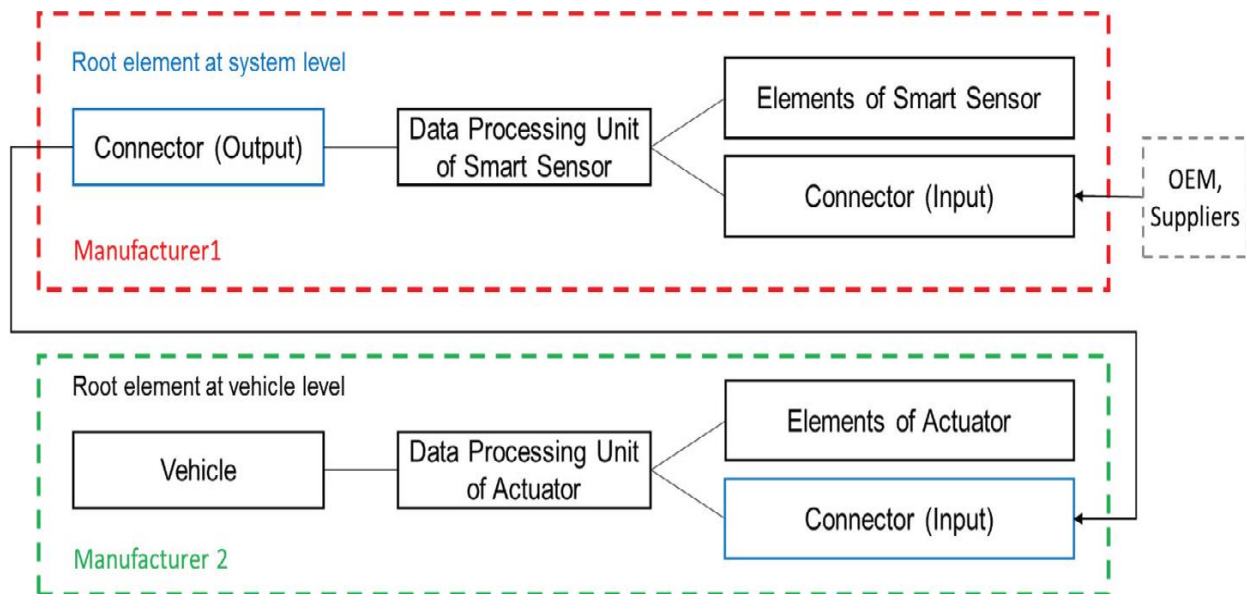 Root element at system level
Connector (Output)
Data Processing Unit
of Smart Sensor
Elements of Smart Sensor
Connector (Input)
OEM,
Suppliers
Manufacturer1
Root element at vehicle level
Vehicle
Data Processing Unit
of Actuator
Elements of Actuator
Connector (Input)
Manufacturer 2